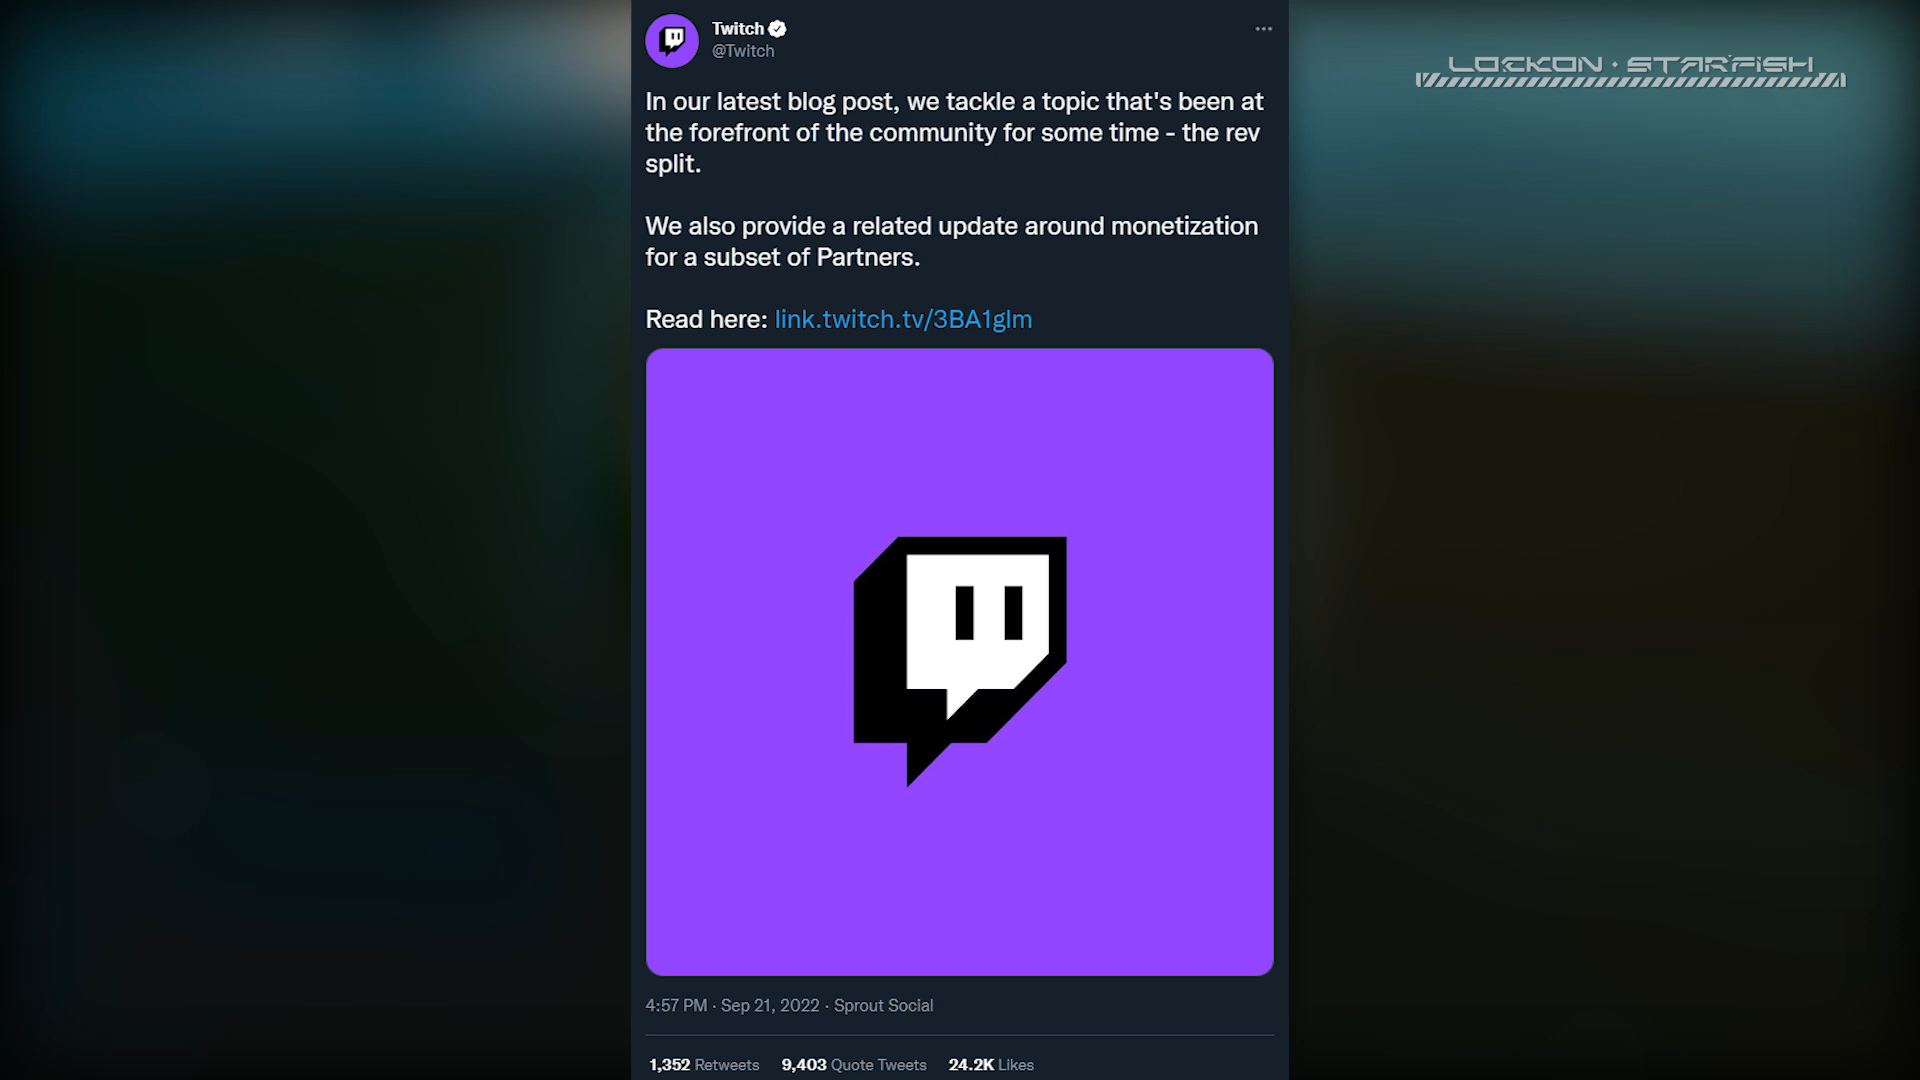 Twitch
@Twitch
LOCKON · STARFISH
In our latest blog post, we tackle a topic that's been at
the forefront of the community for some time - the rev
split.
We also provide a related update around monetization
for a subset of Partners.
Read here: link.twitch.tv/3BA1glm
4:57 PM · Sep 21, 2022 · Sprout Social
1,352 Retweets 9,403 Quote Tweets 24.2K Likes